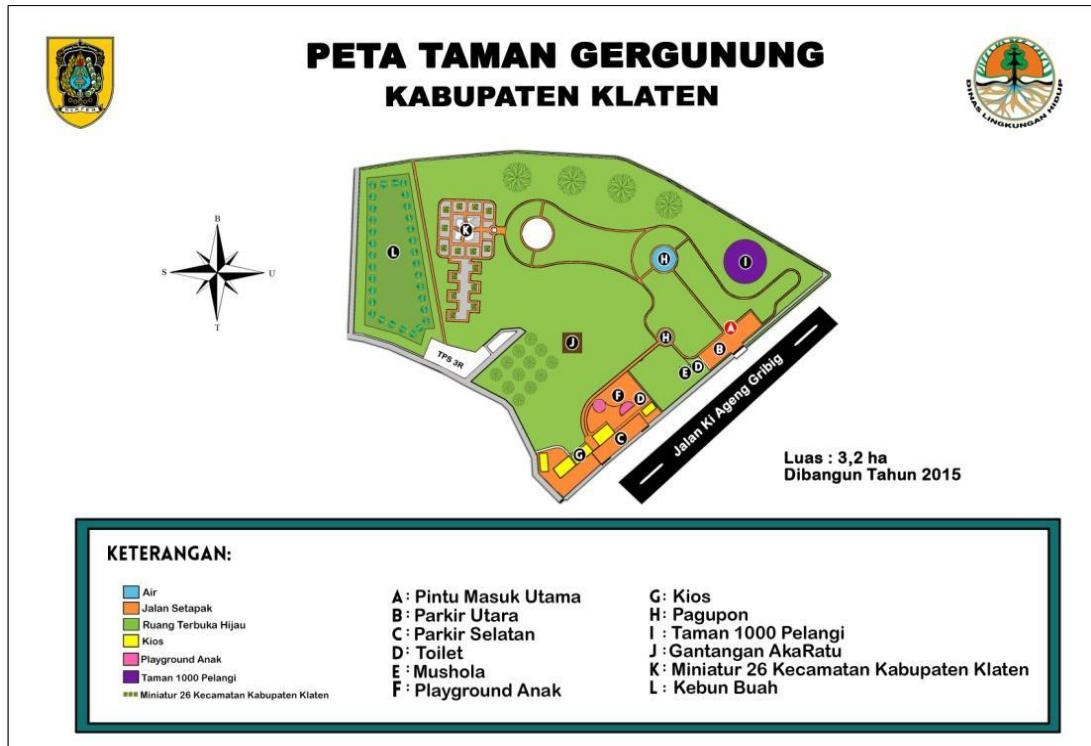 PETA TAMAN GERGUNUNG
KABUPATEN KLATEN
KLATEN
DINAS LINGKUNGAN HIDUP
B
S
U
T
L
K
H
I
A
H
B
J
D
E
TPS 3R
F
D
C
G
Jalan Ki Ageng Gribig
Luas : 3,2 ha
Dibangun Tahun 2015
KETERANGAN:
Air
Jalan Setapak
Ruang Terbuka Hijau
Kios
Playground Anak
Taman 1000 Pelangi
Miniatur 26 Kecamatan Kabupaten Klaten
A : Pintu Masuk Utama
B : Parkir Utara
C : Parkir Selatan
D : Toilet
E : Mushola
F : Playground Anak
G : Kios
H : Pagupon
I : Taman 1000 Pelangi
J : Gantangan AkaRatu
K : Miniatur 26 Kecamatan Kabupaten Klaten
L : Kebun Buah